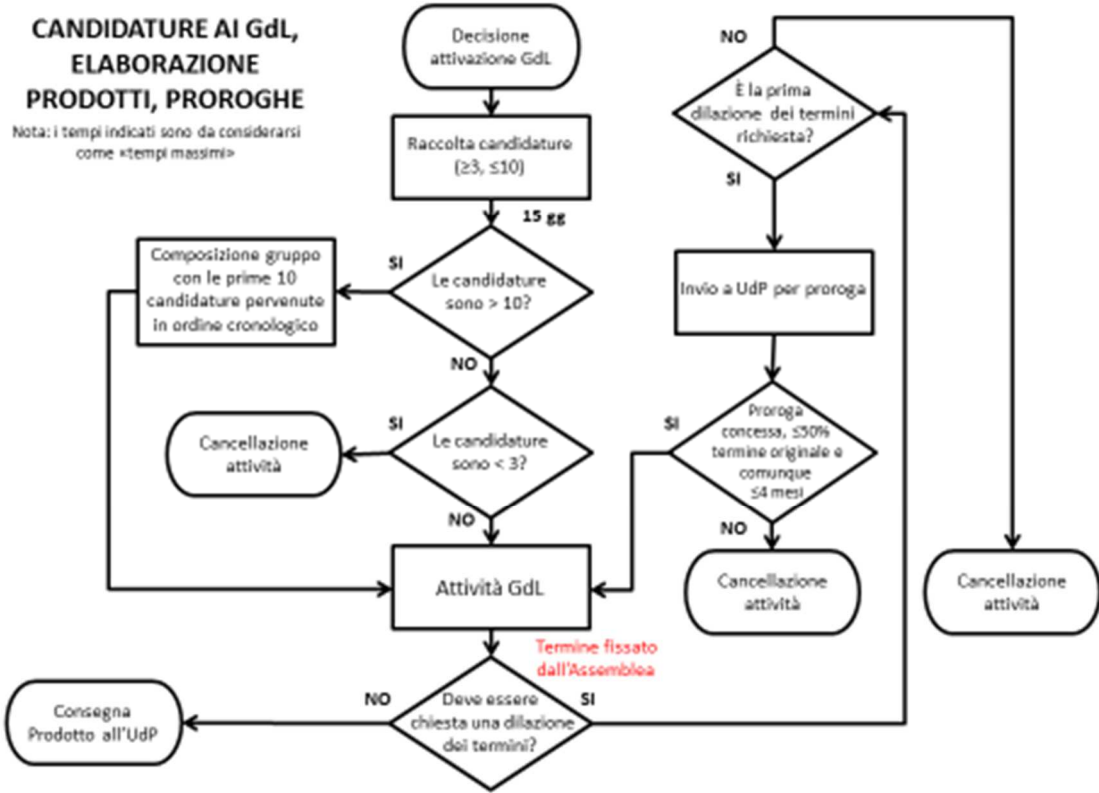 CANDIDATURE AI GdL,
ELABORAZIONE
PRODOTTI, PROROGHE
Nota: i tempi indicati sono da considerarsi
come «tempi massimi»
Decisione
attivazione GdL
Raccolta candidature
(≥3, ≤10)
15 gg
Le candidature
sono > 10?
SI
Composizione gruppo
con le prime 10
candidature pervenute
in ordine cronologico
NO
Le candidature
sono < 3?
SI
Cancellazione
attività
NO
Attività GdL
Termine fissato
dall'Assemblea
Deve essere
chiesta una dilazione
dei termini?
NO
SI
Consegna
Prodotto all'UdP
NO
È la prima
dilazione dei termini
richiesta?
SI
Invio a UdP per proroga
Proroga
concessa, ≤50%
termine originale e
comunque
≤4 mesi
SI
NO
Cancellazione
attività
Cancellazione
attività